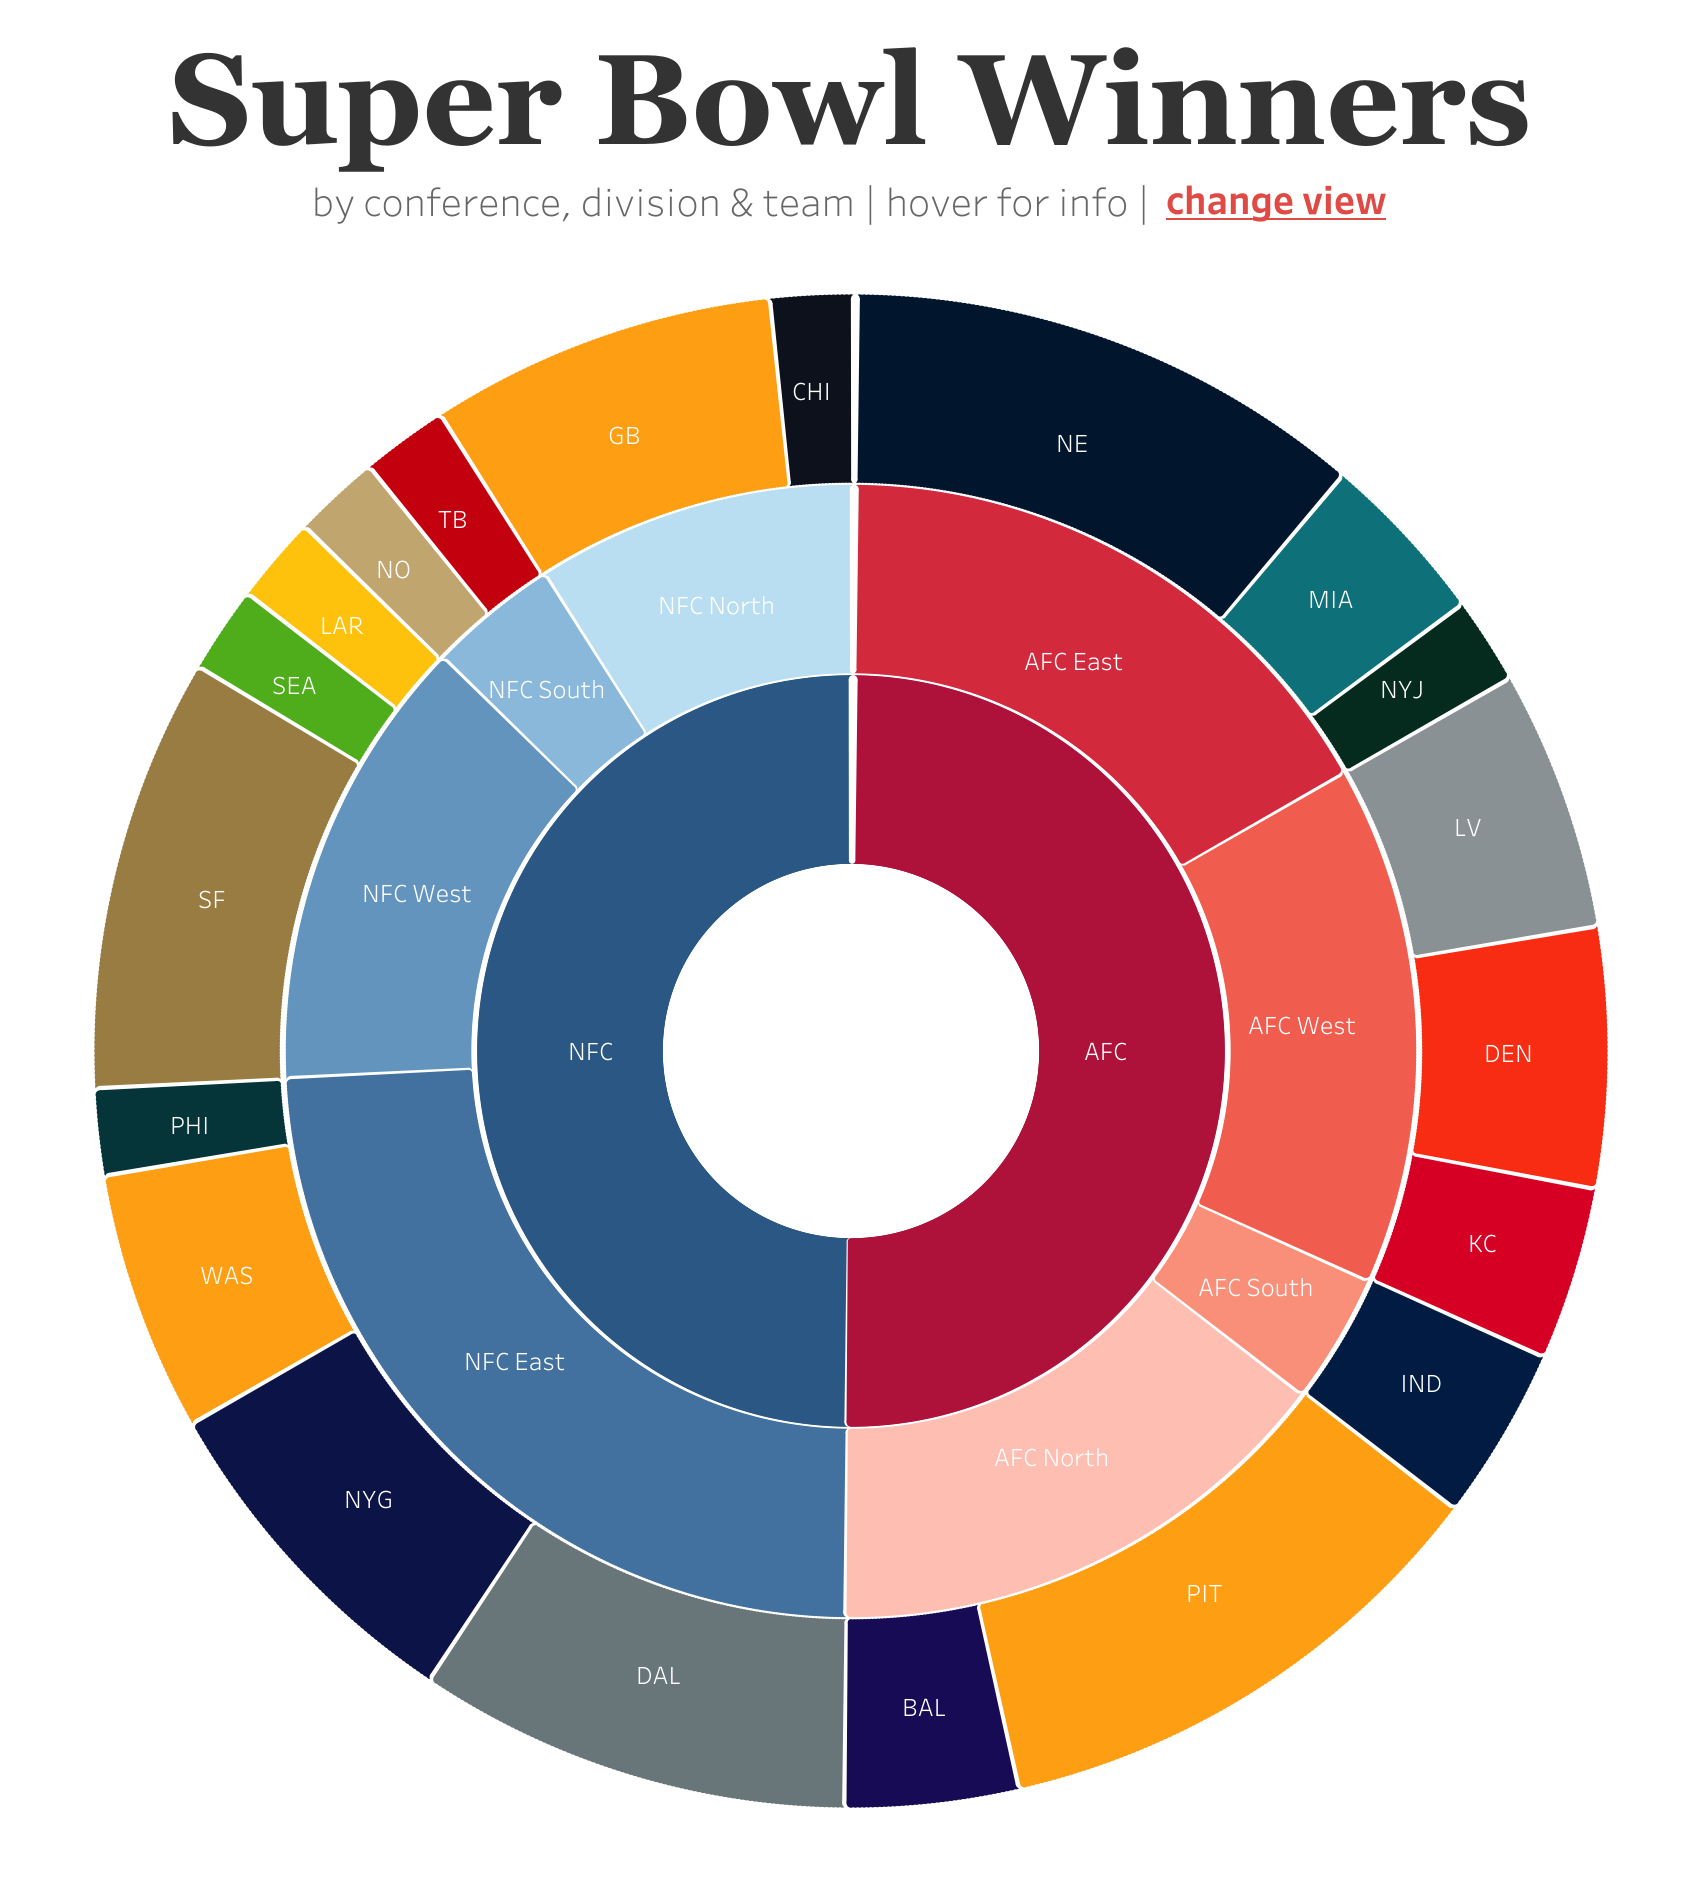 Super Bowl Winners
by conference, division & team | hover for info | change view
CHI
NE
GB
TB
NO
LAR
SEA
SF
PHI
WAS
NYG
DAL
BAL
PIT
IND
KC
DEN
LV
NYJ
MIA
NFC North
NFC South
NFC West
NFC East
AFC East
AFC West
AFC South
AFC North
NFC
AFC